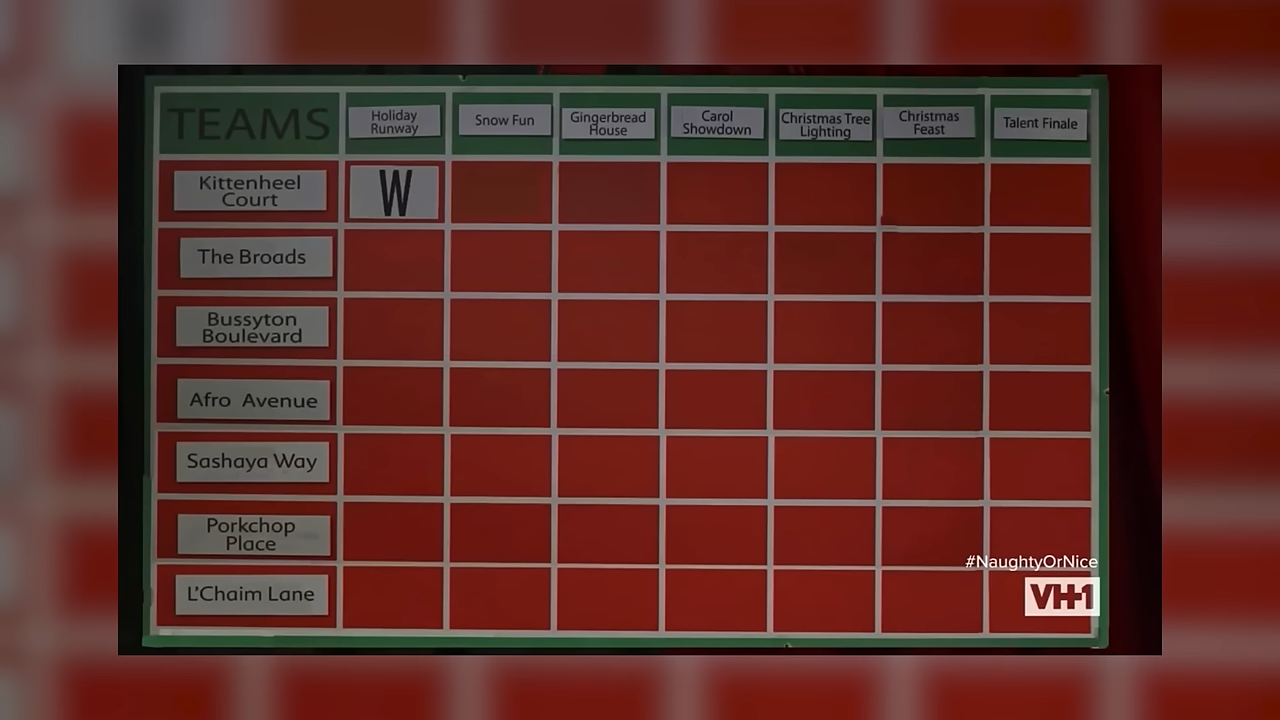 TEAMS
Holiday
Runway
Snow Fun
Gingerbread
House
Carol
Showdown
Christmas Tree
Lighting
Christmas
Feast
Talent Finale
Kittenheel
Court
W
The Broads
Bussyton
Boulevard
Afro Avenue
Sashaya Way
Porkchop
Place
L'Chaim Lane
#NaughtyOrNice
VH1